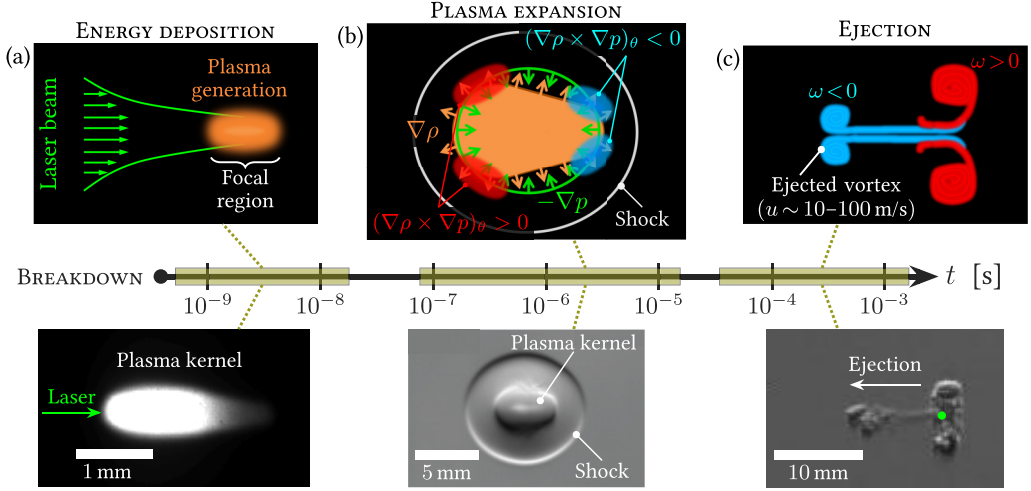 ENERGY DEPOSITION
(a)
Laser beam
Plasma
generation
Focal
region
PLASMA EXPANSION
(b)
(∇ρ × ∇p)θ < 0
∇ρ
(∇ρ × ∇p)θ > 0
−∇p
Shock
EJECTION
(c)
ω<0
ω>0
Ejected vortex
(u ∼ 10–100 m/s)
BREAKDOWN
t [s]
10−9
10−8
10−7
10−6
10−5
10−4
10−3
Plasma kernel
Laser
1 mm
Plasma kernel
Shock
5 mm
Ejection
10 mm